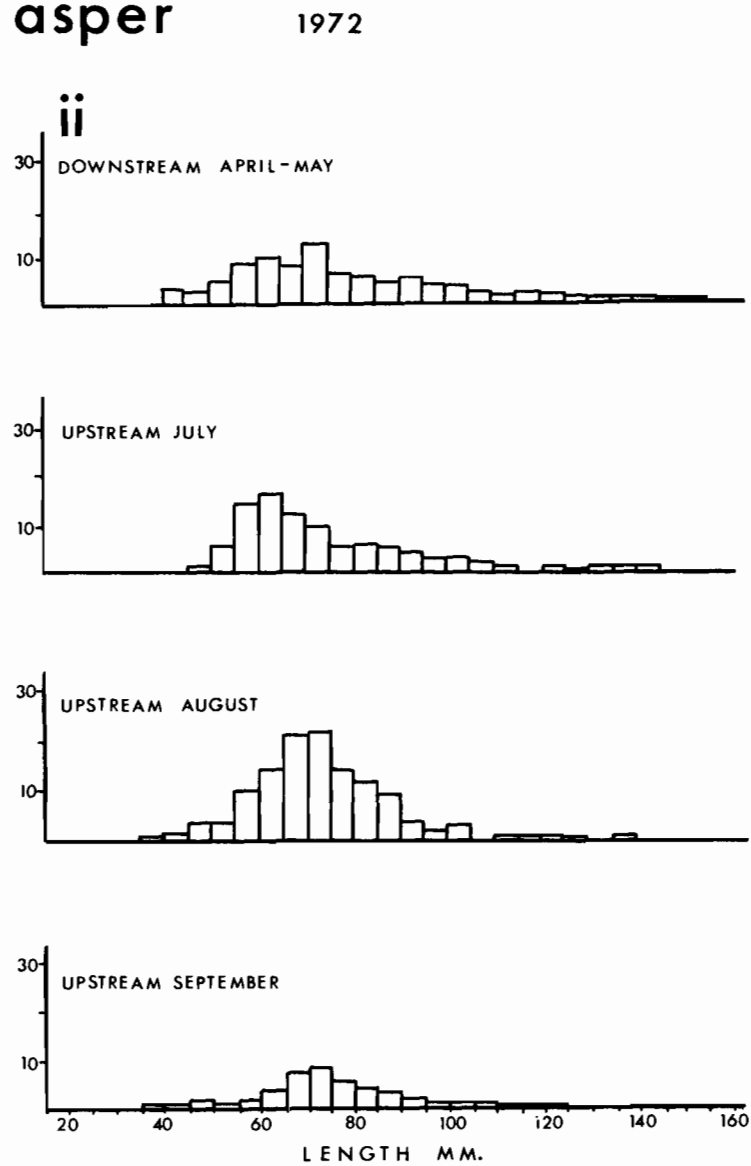 asper 1972
ii
30
DOWNSTREAM APRIL-MAY
10
30
UPSTREAM JULY
10
30
UPSTREAM AUGUST
10
30
UPSTREAM SEPTEMBER
10
20 40 60 80 100 120 140 160
LENGTH MM.